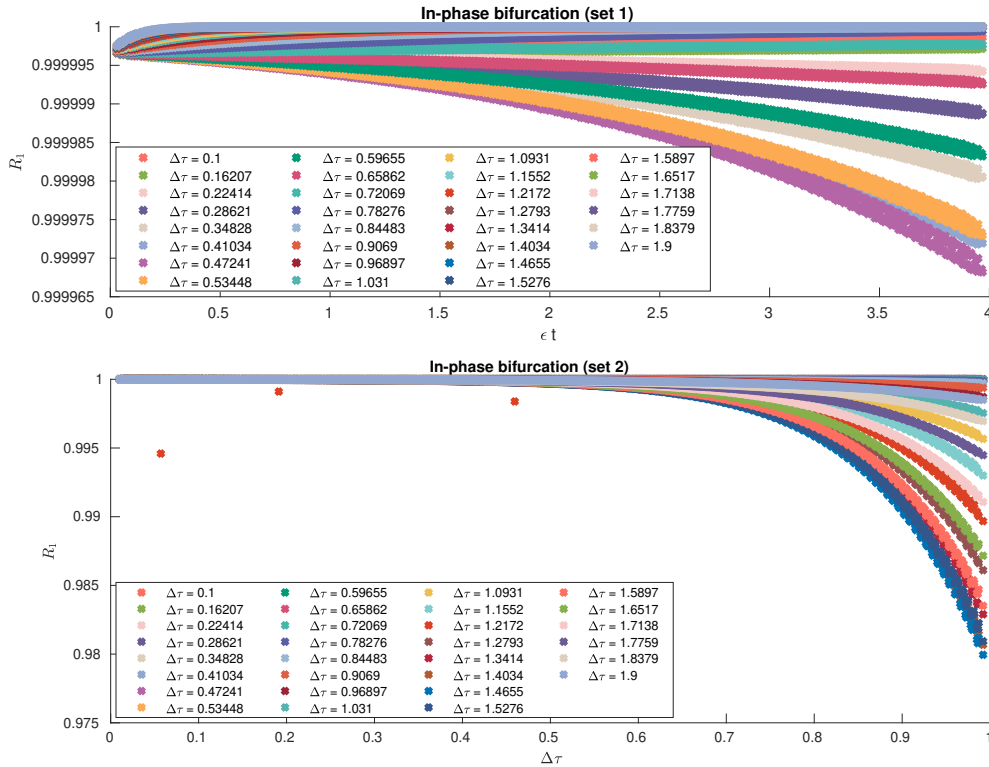 In-phase bifurcation (set 1)
1
0.999995
0.99999
0.999985
0.99998
0.999975
0.99997
0.999965
R₁
Δτ = 0.1 Δτ = 0.59655 Δτ = 1.0931 Δτ = 1.5897
Δτ = 0.16207 Δτ = 0.65862 Δτ = 1.1552 Δτ = 1.6517
Δτ = 0.22414 Δτ = 0.72069 Δτ = 1.2172 Δτ = 1.7138
Δτ = 0.28621 Δτ = 0.78276 Δτ = 1.2793 Δτ = 1.7759
Δτ = 0.34828 Δτ = 0.84483 Δτ = 1.3414 Δτ = 1.8379
Δτ = 0.41034 Δτ = 0.9069 Δτ = 1.4034 Δτ = 1.9
Δτ = 0.47241 Δτ = 0.96897 Δτ = 1.4655
Δτ = 0.53448 Δτ = 1.031 Δτ = 1.5276
0 0.5 1 1.5 2 2.5 3 3.5 4
ϵ t
In-phase bifurcation (set 2)
1
0.995
0.99
0.985
0.98
0.975
R₁
Δτ = 0.1 Δτ = 0.59655 Δτ = 1.0931 Δτ = 1.5897
Δτ = 0.16207 Δτ = 0.65862 Δτ = 1.1552 Δτ = 1.6517
Δτ = 0.22414 Δτ = 0.72069 Δτ = 1.2172 Δτ = 1.7138
Δτ = 0.28621 Δτ = 0.78276 Δτ = 1.2793 Δτ = 1.7759
Δτ = 0.34828 Δτ = 0.84483 Δτ = 1.3414 Δτ = 1.8379
Δτ = 0.41034 Δτ = 0.9069 Δτ = 1.4034 Δτ = 1.9
Δτ = 0.47241 Δτ = 0.96897 Δτ = 1.4655
Δτ = 0.53448 Δτ = 1.031 Δτ = 1.5276
0 0.1 0.2 0.3 0.4 0.5 0.6 0.7 0.8 0.9 1
Δτ